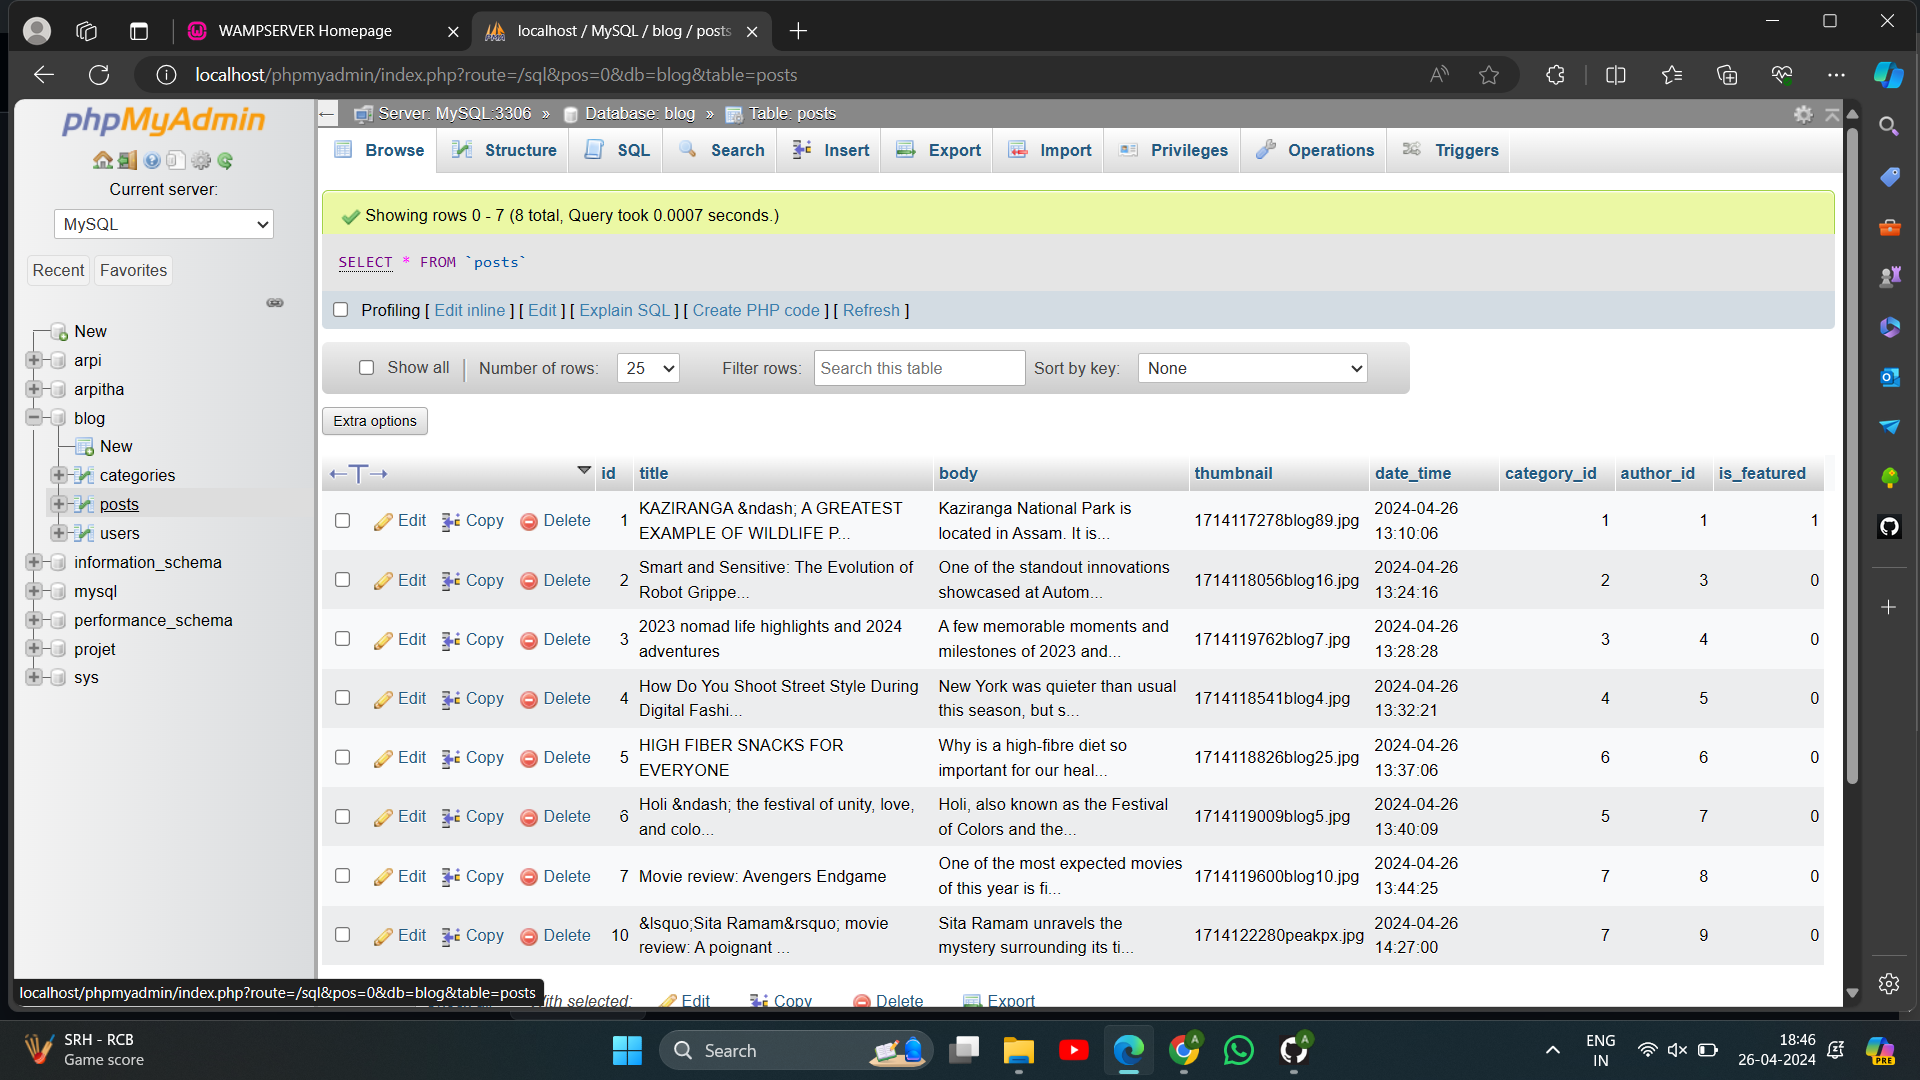 WAMPSERVER Homepage
localhost / MySQL / blog / posts
localhost/phpmyadmin/index.php?route=/sql&pos=0&db=blog&table=posts
phpMyAdmin
Current server:
MySQL
Recent Favorites
New
arpi
arpitha
blog
New
categories
posts
users
information_schema
mysql
performance_schema
projet
sys
Server: MySQL:3306 » Database: blog » Table: posts
Browse Structure SQL Search Insert Export Import Privileges Operations Triggers
Showing rows 0 - 7 (8 total, Query took 0.0007 seconds.)
SELECT * FROM `posts`
Profiling [ Edit inline ] [ Edit ] [ Explain SQL ] [ Create PHP code ] [ Refresh ]
Show all Number of rows: 25 Filter rows: Search this table Sort by key: None
Extra options
id title body thumbnail date_time category_id author_id is_featured
Edit Copy Delete 1 KAZIRANGA &ndash; A GREATEST EXAMPLE OF WILDLIFE P... Kaziranga National Park is located in Assam. It is... 1714117278blog89.jpg 2024-04-26 13:10:06 1 1 1
Edit Copy Delete 2 Smart and Sensitive: The Evolution of Robot Grippe... One of the standout innovations showcased at Autom... 1714118056blog16.jpg 2024-04-26 13:24:16 2 3 0
Edit Copy Delete 3 2023 nomad life highlights and 2024 adventures A few memorable moments and milestones of 2023 and... 1714119762blog7.jpg 2024-04-26 13:28:28 3 4 0
Edit Copy Delete 4 How Do You Shoot Street Style During Digital Fashi... New York was quieter than usual this season, but s... 1714118541blog4.jpg 2024-04-26 13:32:21 4 5 0
Edit Copy Delete 5 HIGH FIBER SNACKS FOR EVERYONE Why is a high-fibre diet so important for our heal... 1714118826blog25.jpg 2024-04-26 13:37:06 6 6 0
Edit Copy Delete 6 Holi &ndash; the festival of unity, love, and colo... Holi, also known as the Festival of Colors and the... 1714119009blog5.jpg 2024-04-26 13:40:09 5 7 0
Edit Copy Delete 7 Movie review: Avengers Endgame One of the most expected movies of this year is fi... 1714119600blog10.jpg 2024-04-26 13:44:25 7 8 0
Edit Copy Delete 10 &lsquo;Sita Ramam&rsquo; movie review: A poignant ... Sita Ramam unravels the mystery surrounding its ti... 1714122280peakpx.jpg 2024-04-26 14:27:00 7 9 0
With selected: Edit Copy Delete Export
localhost/phpmyadmin/index.php?route=/sql&pos=0&db=blog&table=posts
SRH - RCB
Game score
Search
ENG
IN
18:46
26-04-2024
PRE